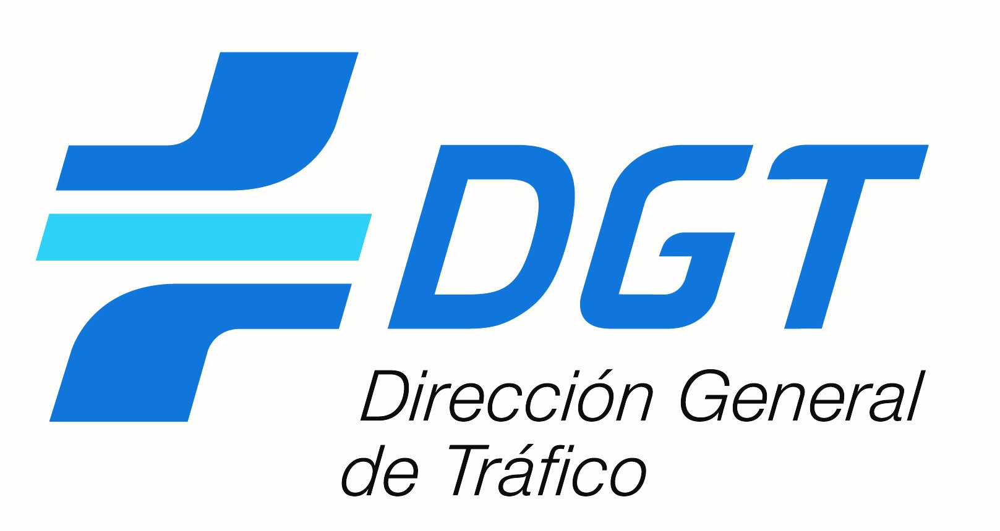 DGT
Dirección General
de Tráfico